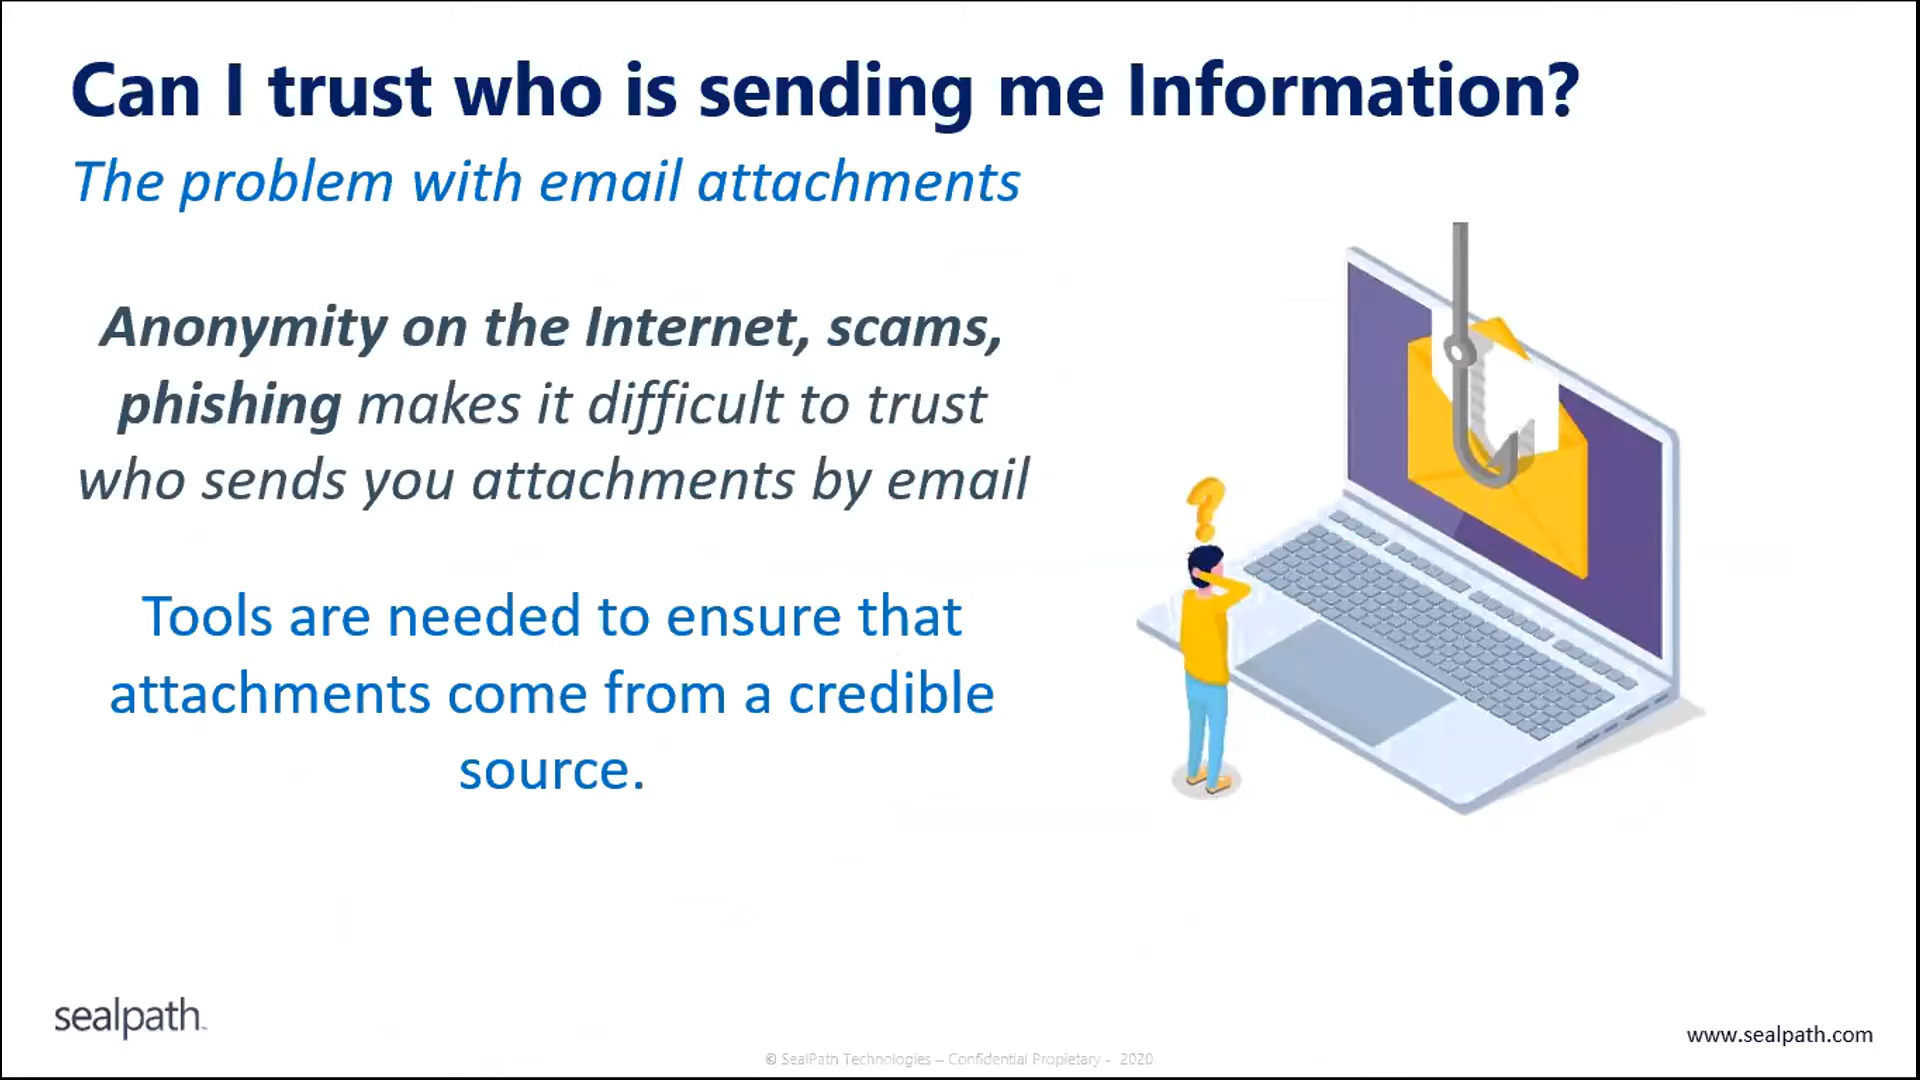 Can I trust who is sending me Information?
The problem with email attachments
Anonymity on the Internet, scams,
phishing makes it difficult to trust
who sends you attachments by email
Tools are needed to ensure that
attachments come from a credible
source.
?
sealpath
www.sealpath.com
© SealPath Technologies – Confidential Propietary - 2020